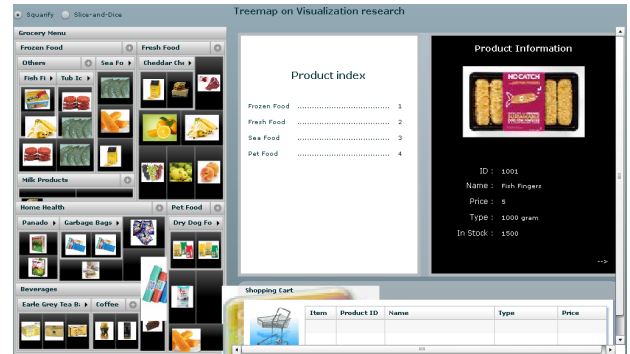 Squarify
Slice-and-Dice
Treemap on Visualization research
Grocery Menu
Frozen Food
Fresh Food
Others
Sea Fo
Cheddar Che
Fish Fi
Tub Ic
Milk Products
Home Health
Pet Food
Panado
Garbage Bags
Dry Dog Fo
Beverages
Earle Grey Tea B
Coffee
Product index
Frozen Food ........................................ 1
Fresh Food ........................................ 2
Sea Food ........................................ 3
Pet Food ........................................ 4
Product Information
NO CATCH
ID : 1001
Name : Fish Fingers
Price : 5
Type : 1000 gram
In Stock : 1500
-->
Shopping Cart
Item Product ID Name Type Price